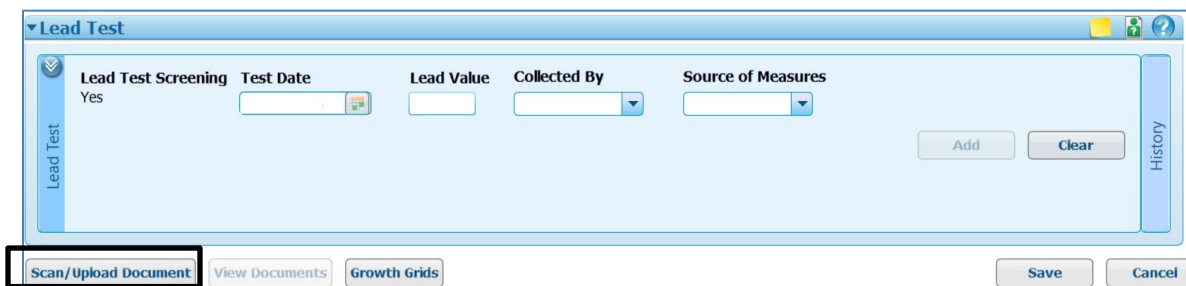 Lead Test
Lead Test Screening Test Date Lead Value Collected By Source of Measures
Yes
Lead Test
Add Clear
History
Scan/Upload Document View Documents Growth Grids Save Cancel